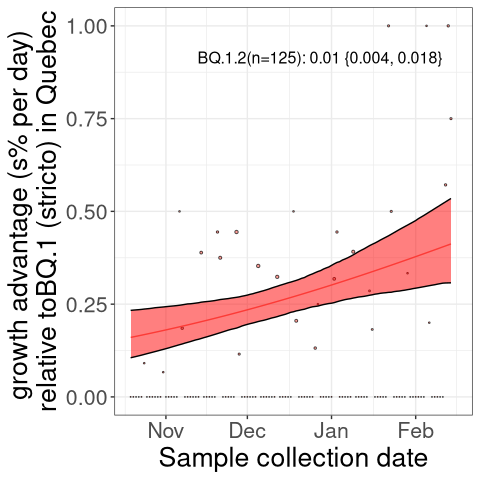 growth advantage (s% per day)
relative toBQ.1 (stricto) in Quebec
1.00
0.75
0.50
0.25
0.00
BQ.1.2(n=125): 0.01 {0.004, 0.018}
Nov Dec Jan Feb
Sample collection date